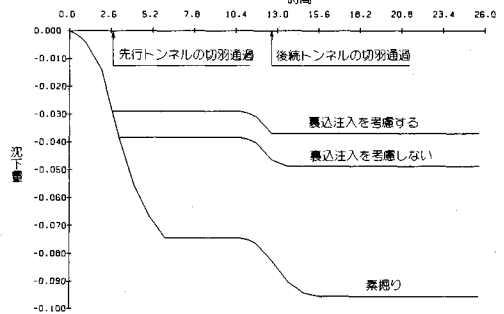 時間
0.0 2.6 5.2 7.8 10.4 13.0 15.6 18.2 20.8 23.4 26.0
0.000
先行トンネルの切羽通過
後続トンネルの切羽通過
-0.010
-0.020
-0.030
裏込注入を考慮する
-0.040
裏込注入を考慮しない
-0.050
沈下量
-0.060
-0.070
-0.080
-0.090
素掘り
-0.100